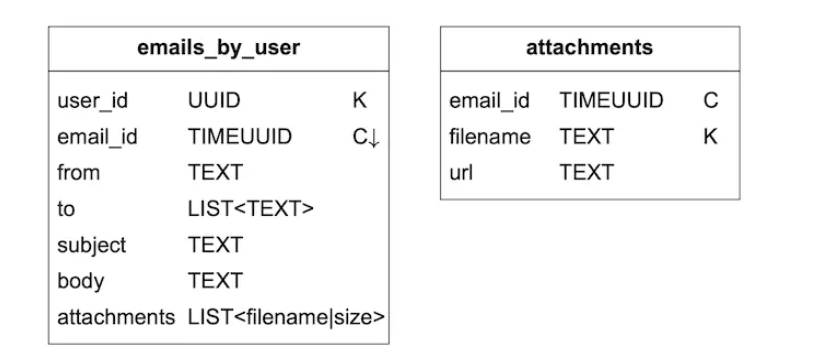 emails_by_user
user_id UUID K
email_id TIMEUUID C↓
from TEXT
to LIST<TEXT>
subject TEXT
body TEXT
attachments LIST<filename|size>
attachments
email_id TIMEUUID C
filename TEXT K
url TEXT